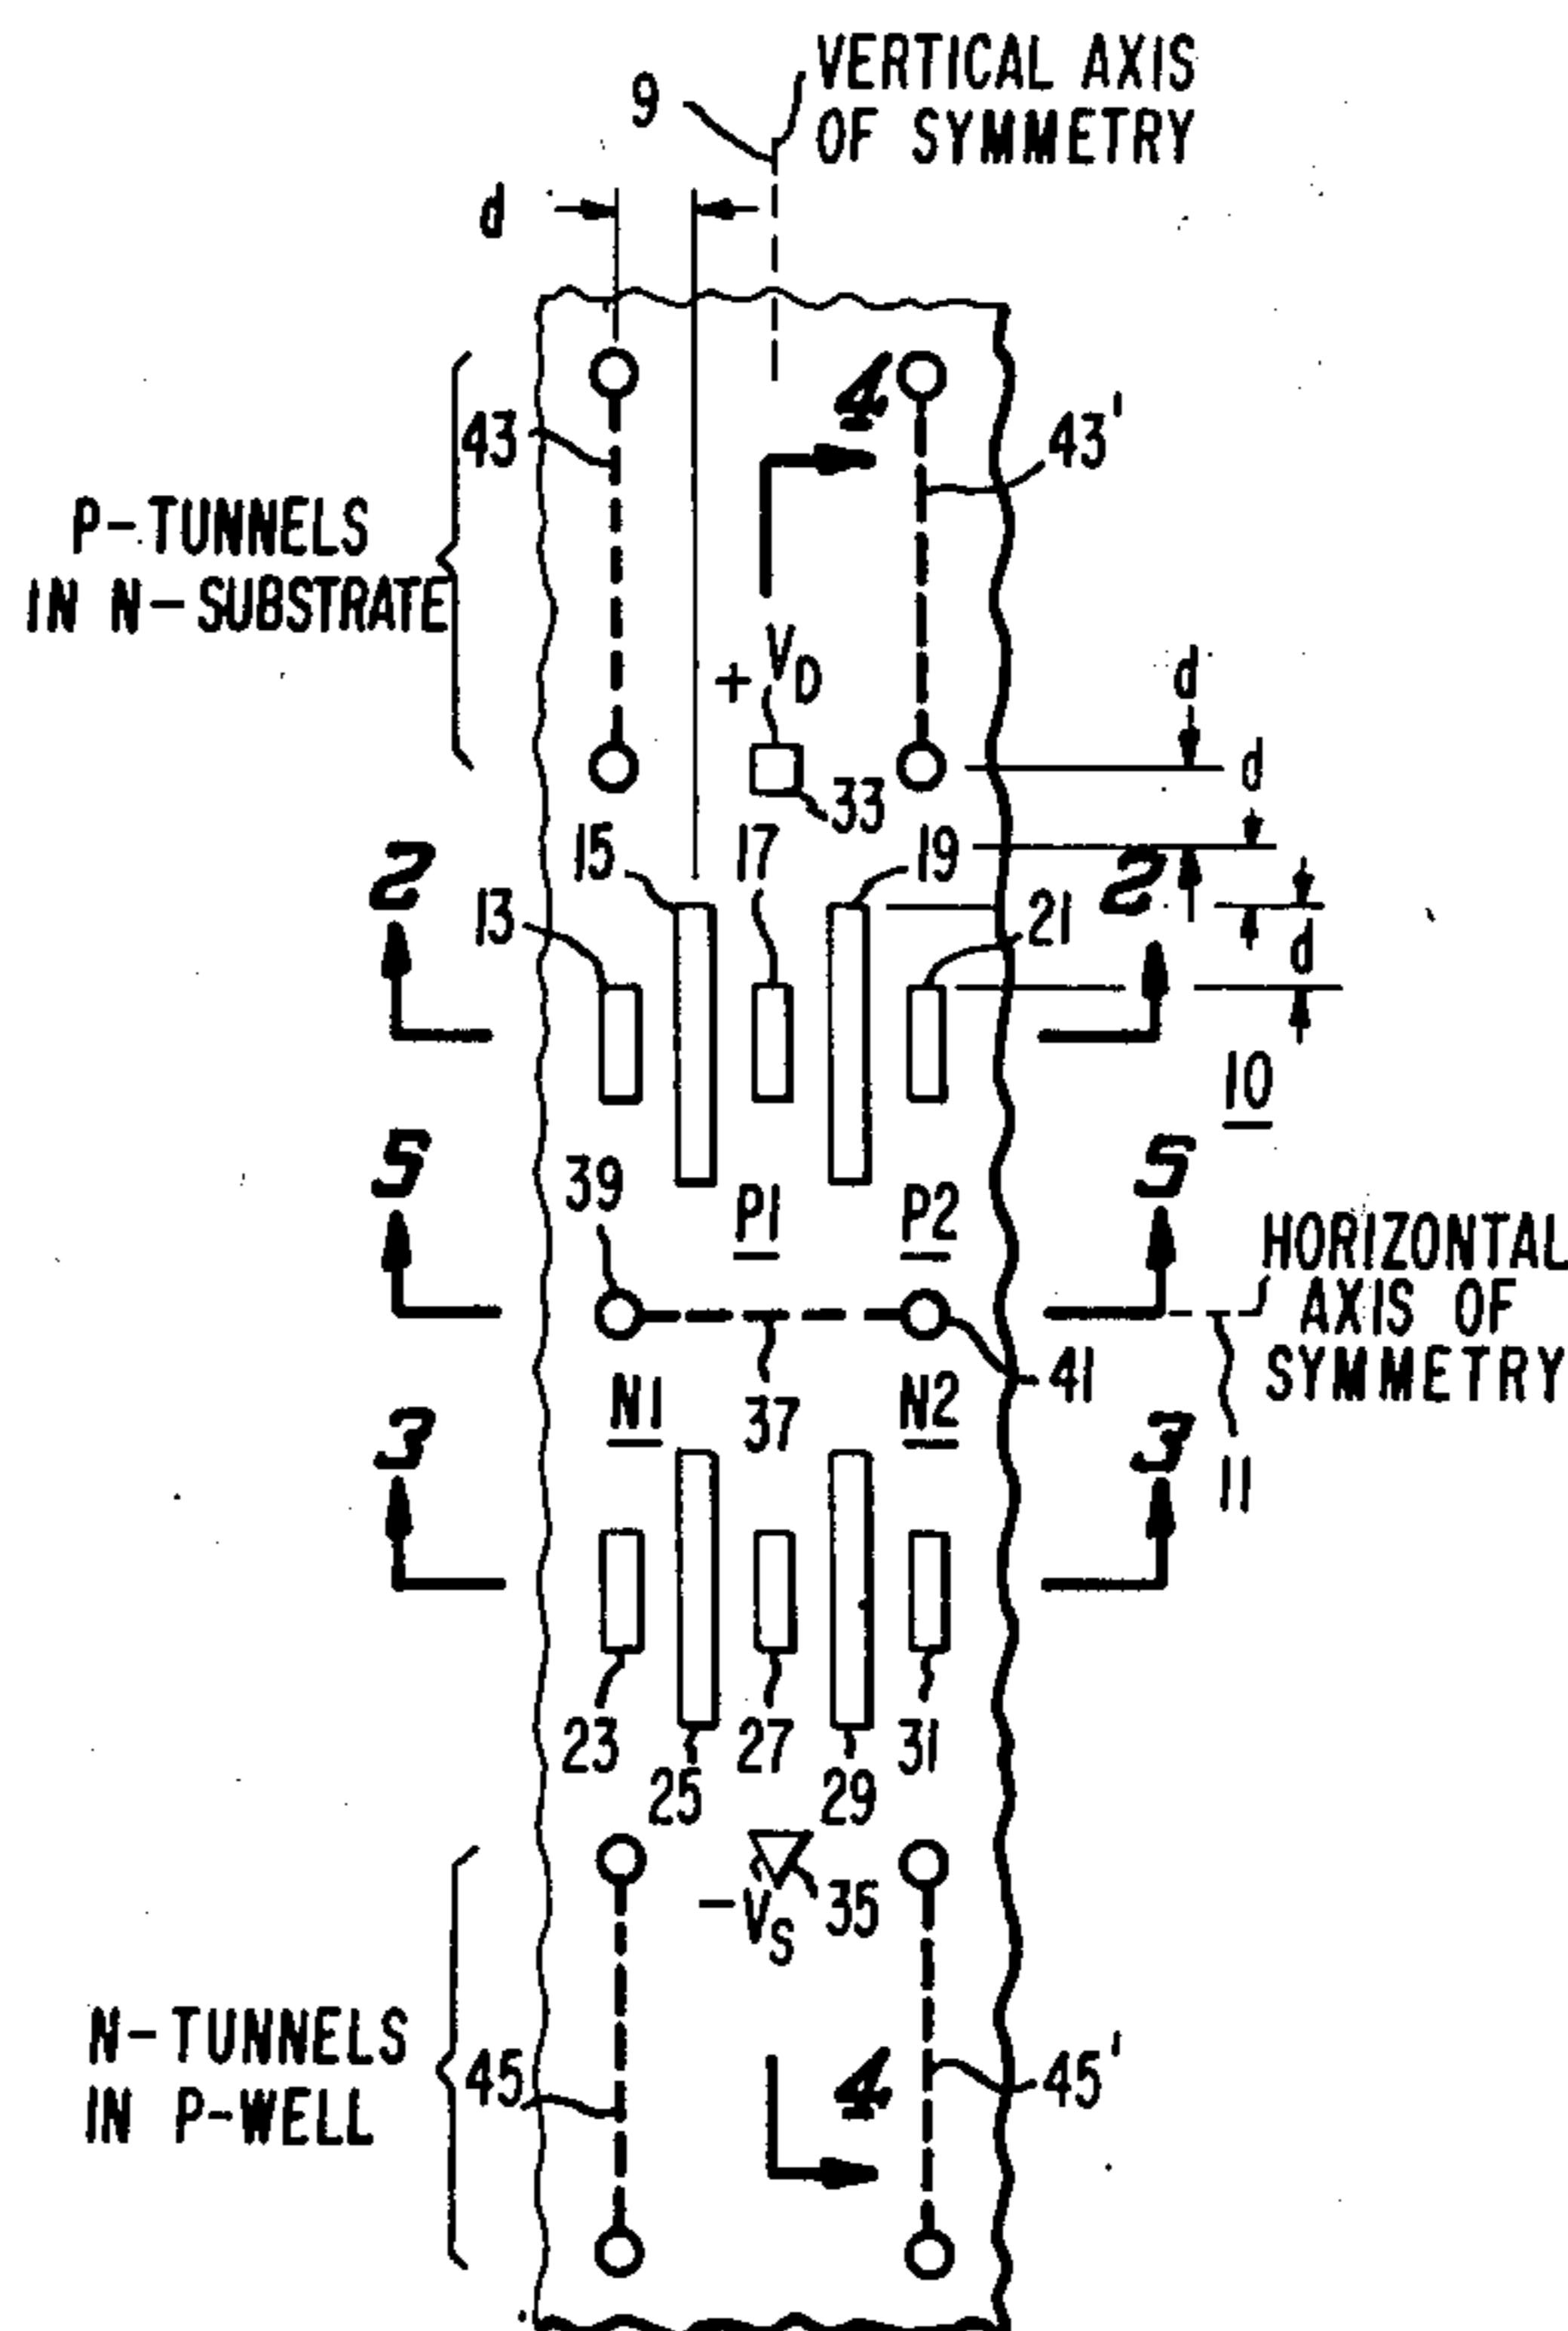 VERTICAL AXIS
OF SYMMETRY
9
d
43
4
43'
P-TUNNELS
IN N-SUBSTRATE
+VD
d
d
33
15
17
19
2
2
13
21
d
10
39
5
5
P1
P2
HORIZONTAL
AXIS OF
SYMMETRY
41
N1
N2
37
3
3
11
23
27
31
25
29
-VS
35
N-TUNNELS
IN P-WELL
45
4
45'